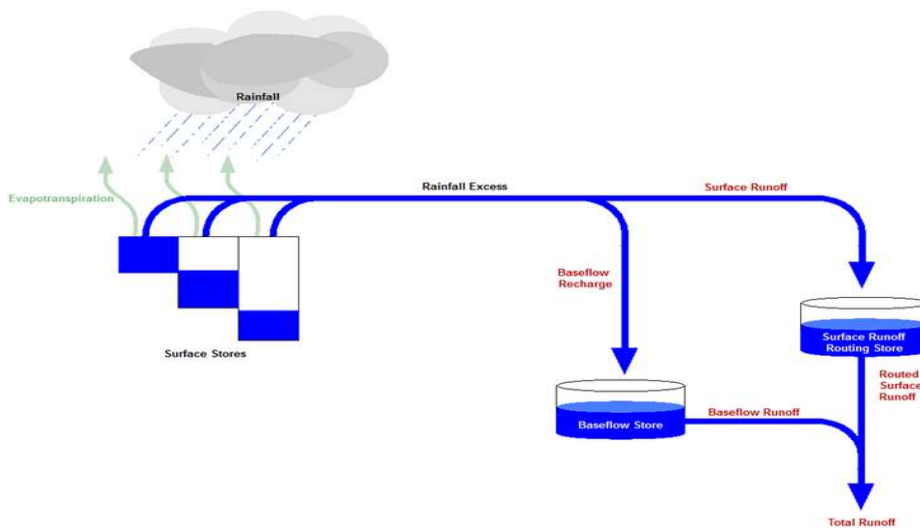 Rainfall
Evapotranspiration
Rainfall Excess
Surface Runoff
Baseflow
Recharge
Surface Stores
Surface Runoff
Routing Store
Routed
Surface
Runoff
Baseflow Store
Baseflow Runoff
Total Runoff